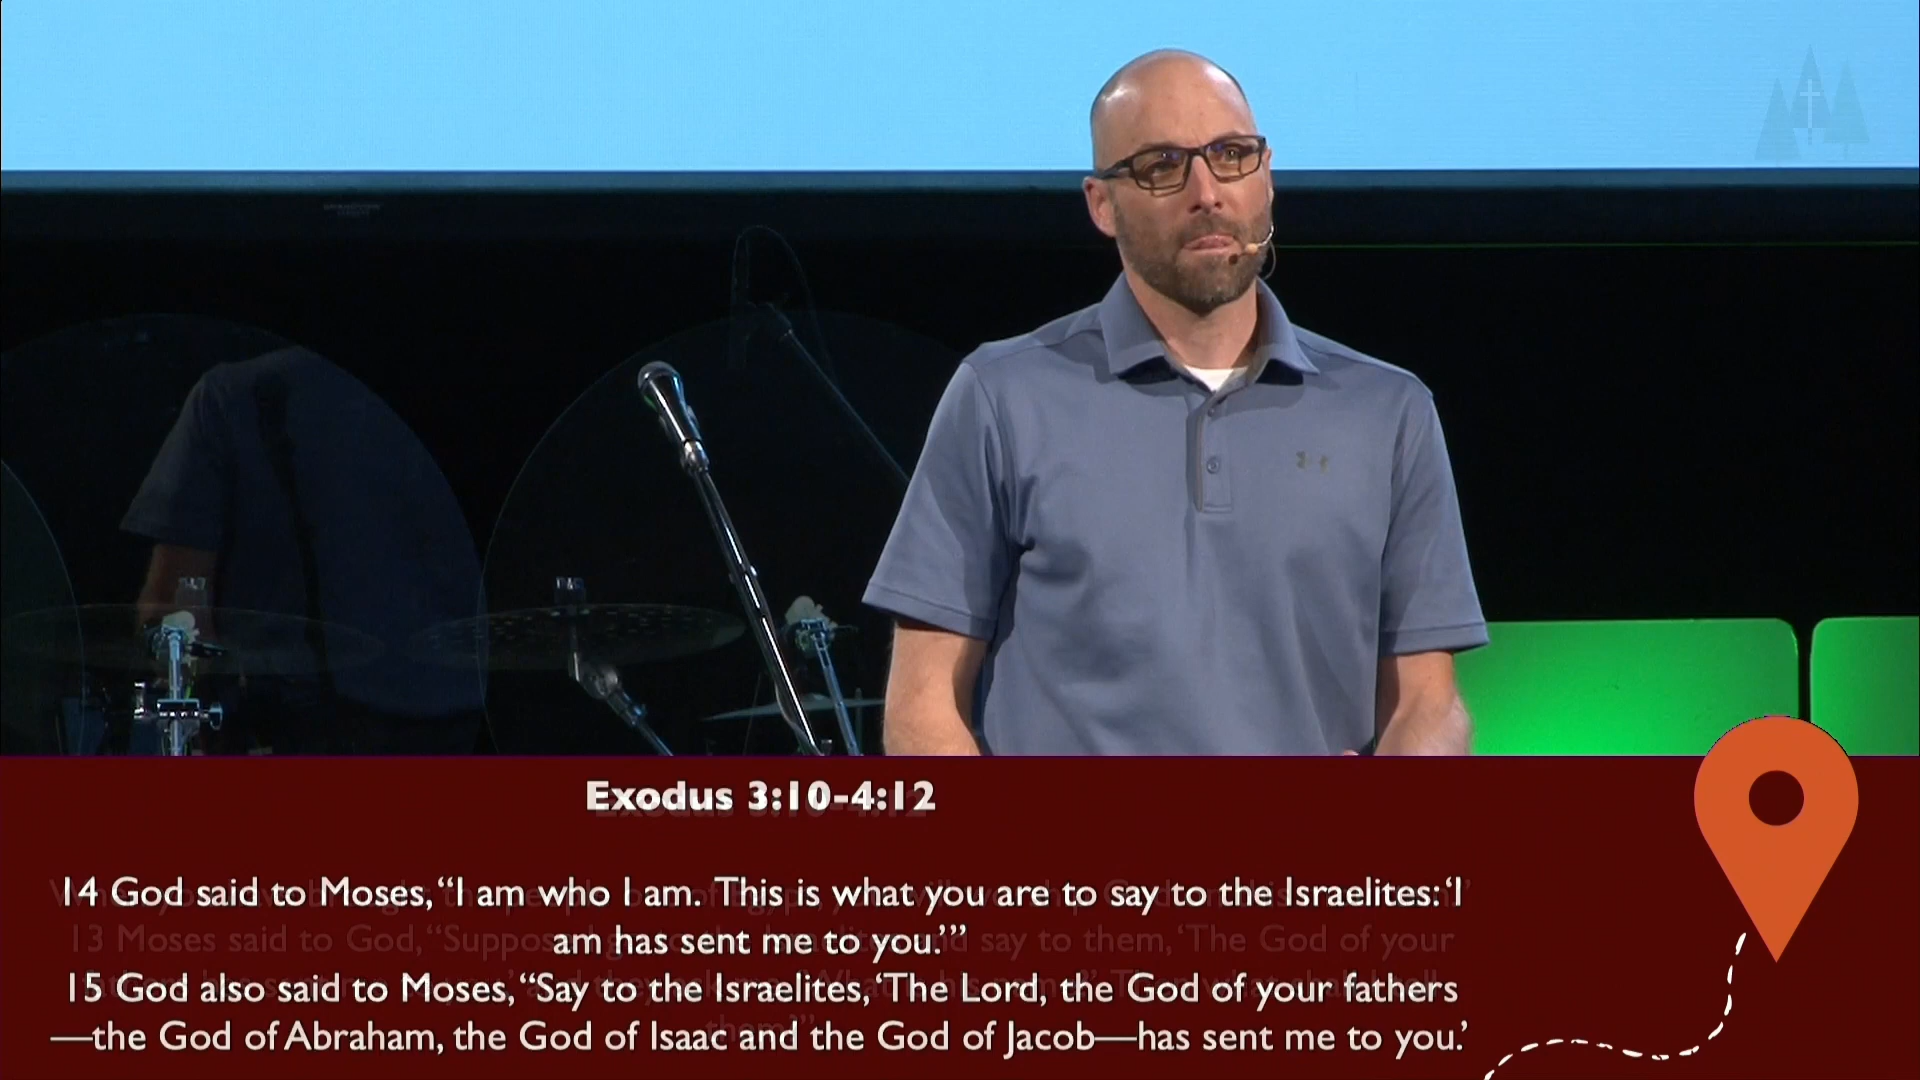 Exodus 3:10-4:12
14 God said to Moses, “I am who I am. This is what you are to say to the Israelites: ‘I
am has sent me to you.’”
15 God also said to Moses, “Say to the Israelites, ‘The Lord, the God of your fathers
—the God of Abraham, the God of Isaac and the God of Jacob—has sent me to you.’